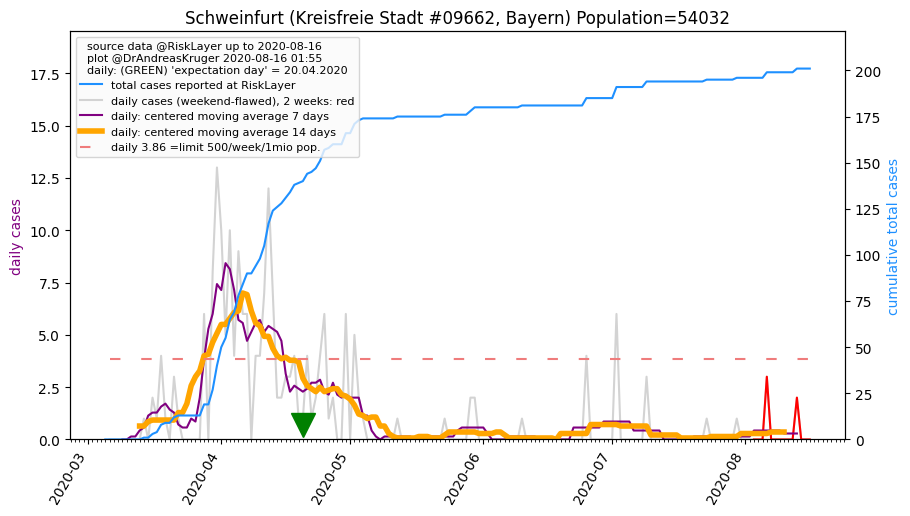 Schweinfurt (Kreisfreie Stadt #09662, Bayern) Population=54032
source data @RiskLayer up to 2020-08-16
plot @DrAndreasKruger 2020-08-16 01:55
daily: (GREEN) 'expectation day' = 20.04.2020
total cases reported at RiskLayer
daily cases (weekend-flawed), 2 weeks: red
daily: centered moving average 7 days
daily: centered moving average 14 days
daily 3.86 =limit 500/week/1mio pop.
daily cases
17.5
15.0
12.5
10.0
7.5
5.0
2.5
0.0
cumulative total cases
200
175
150
125
100
75
50
25
0
2020-03
2020-04
2020-05
2020-06
2020-07
2020-08